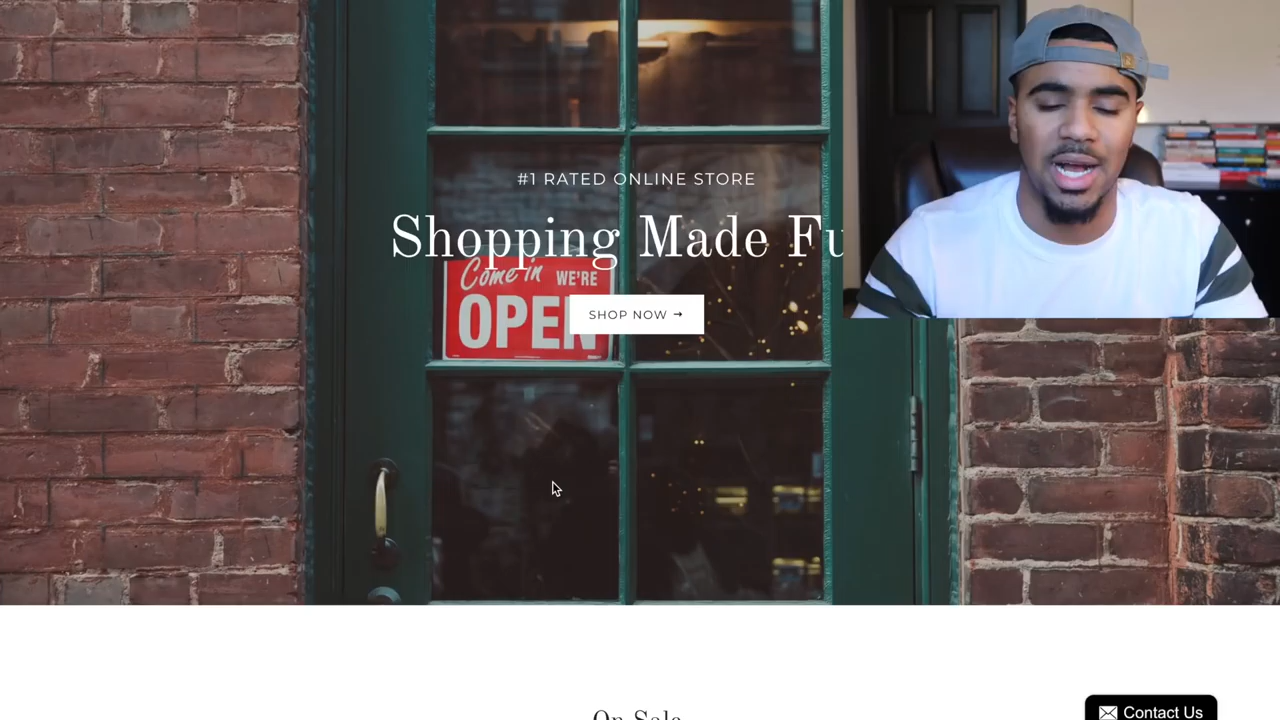 #1 RATED ONLINE STORE
Shopping Made Fu
Come in WE'RE
OPEN
SHOP NOW →
On Sale
Contact Us